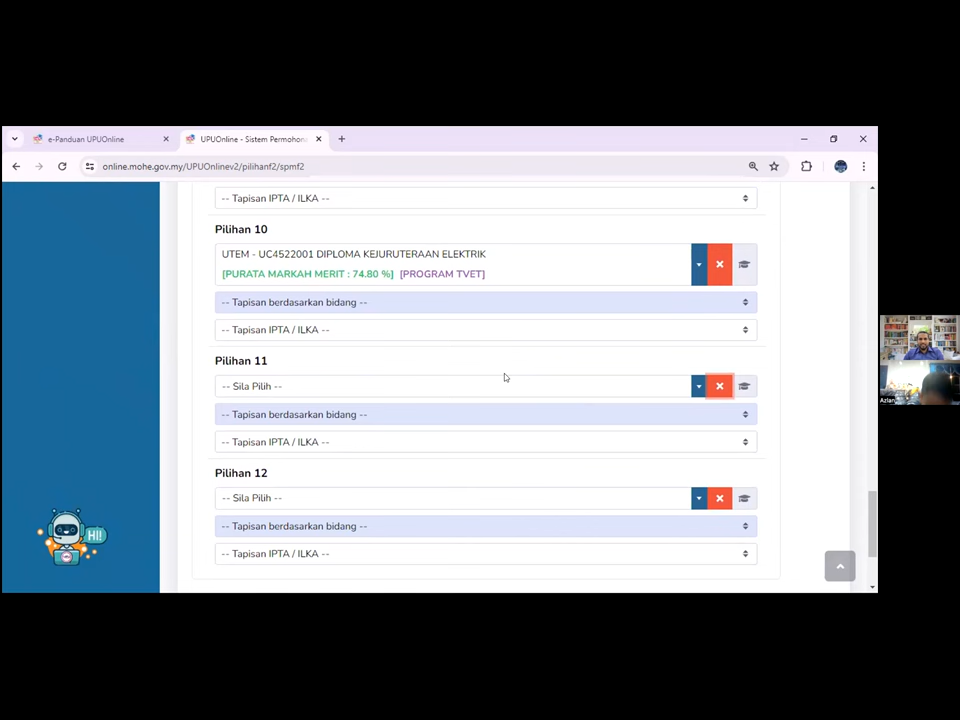 e-Panduan UPUOnline
UPUOnline - Sistem Permohona
online.mohe.gov.my/UPUOnlinev2/pilihanf2/spmf2
-- Tapisan IPTA / ILKA --
Pilihan 10
UTEM - UC4522001 DIPLOMA KEJURUTERAAN ELEKTRIK
[PURATA MARKAH MERIT : 74.80 %] [PROGRAM TVET]
-- Tapisan berdasarkan bidang --
-- Tapisan IPTA / ILKA --
Pilihan 11
-- Sila Pilih --
-- Tapisan berdasarkan bidang --
-- Tapisan IPTA / ILKA --
Pilihan 12
-- Sila Pilih --
-- Tapisan berdasarkan bidang --
-- Tapisan IPTA / ILKA --
HI!
Azlan